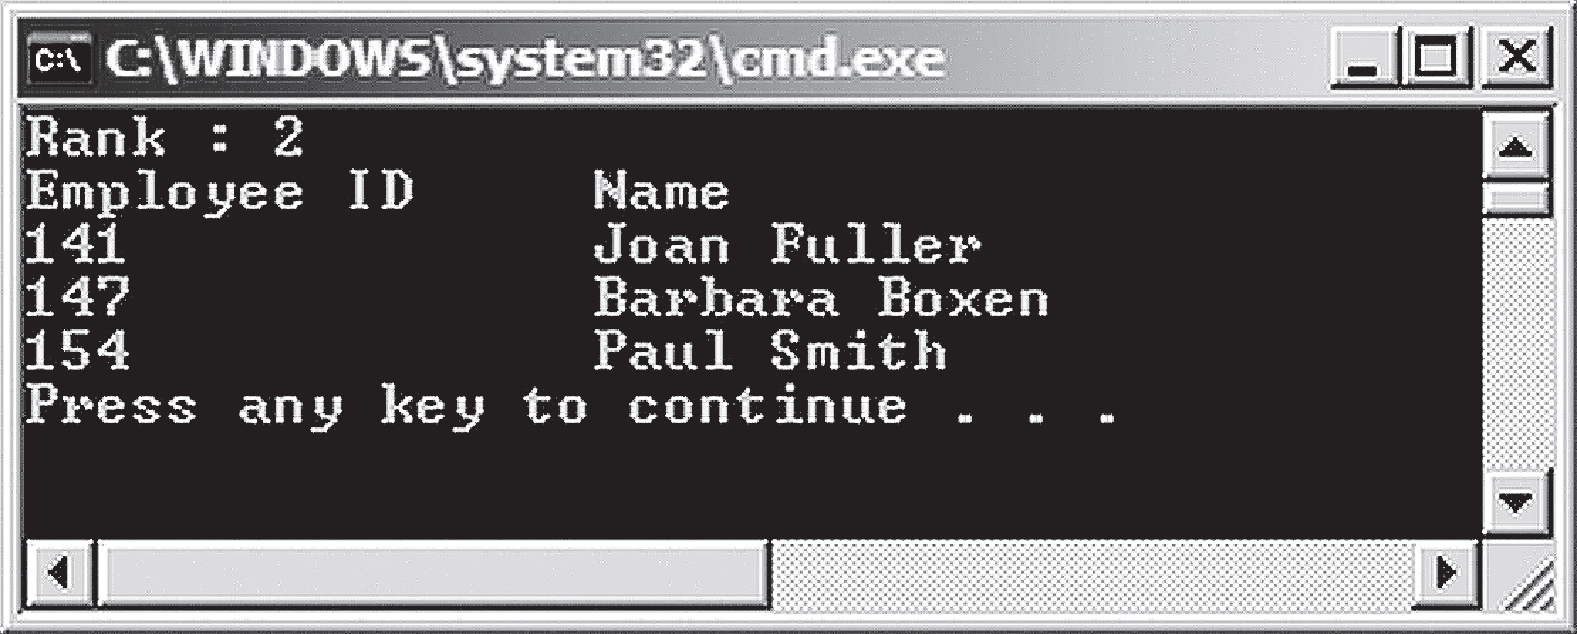 C:\ C:\WINDOWS\system32\cmd.exe
Rank : 2
Employee ID Name
141 Joan Fuller
147 Barbara Boxen
154 Paul Smith
Press any key to continue . . .